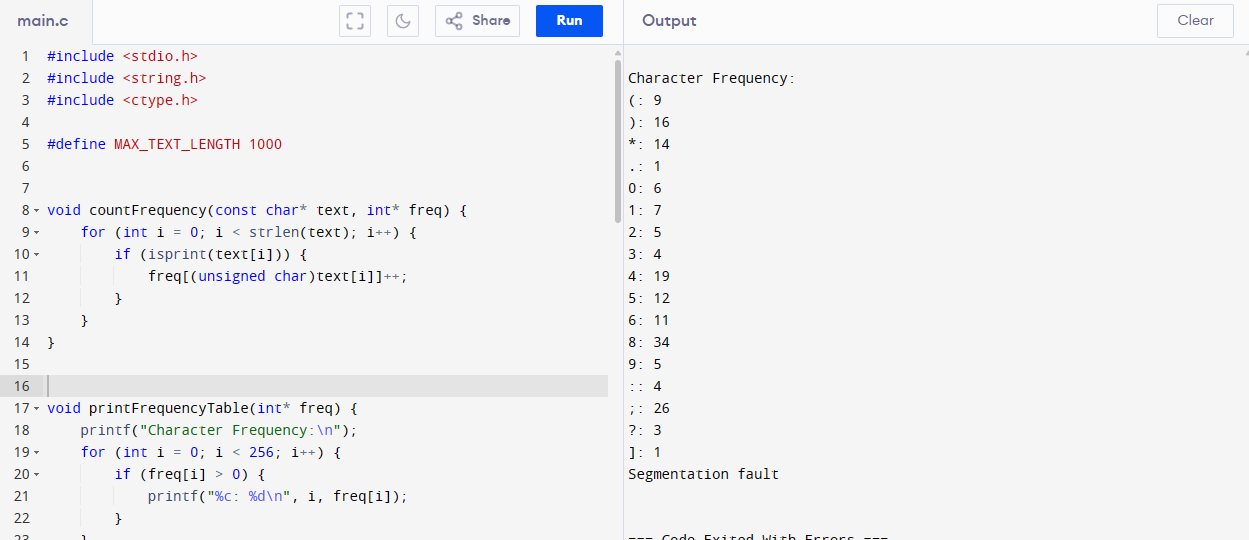 main.c
Share
Run
Output
Clear
1 #include <stdio.h>
2 #include <string.h>
3 #include <ctype.h>
4
5 #define MAX_TEXT_LENGTH 1000
6
7
8 void countFrequency(const char* text, int* freq) {
9     for (int i = 0; i < strlen(text); i++) {
10         if (isprint(text[i])) {
11             freq[(unsigned char)text[i]]++;
12         }
13     }
14 }
15
16
17 void printFrequencyTable(int* freq) {
18     printf("Character Frequency:\n");
19     for (int i = 0; i < 256; i++) {
20         if (freq[i] > 0) {
21             printf("%c: %d\n", i, freq[i]);
22         }
23     }
Character Frequency:
(: 9
): 16
*: 14
.: 1
0: 6
1: 7
2: 5
3: 4
4: 19
5: 12
6: 11
8: 34
9: 5
:: 4
;: 26
?: 3
]: 1
Segmentation fault
=== Code Exited With Errors ===